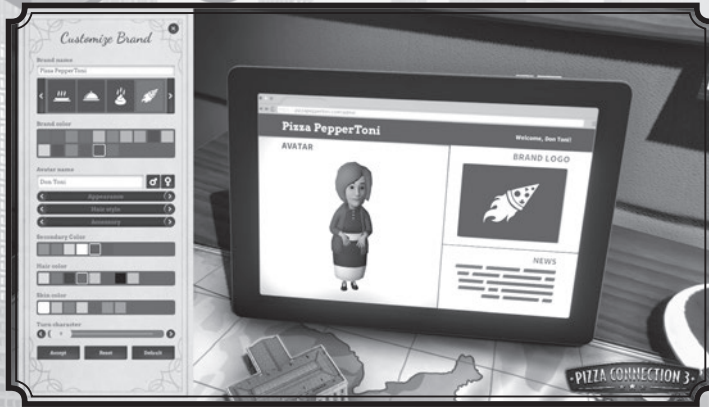 Customize Brand
Brand name
Pizza PepperToni
Brand color
Avatar name
Don Toni
Appearance
Hair style
Accessory
Secondary Color
Hair color
Skin color
Turn character
Accept
Reset
Default
Pizza PepperToni
Welcome, Don Toni!
AVATAR
BRAND LOGO
NEWS
PIZZA CONNECTION 3